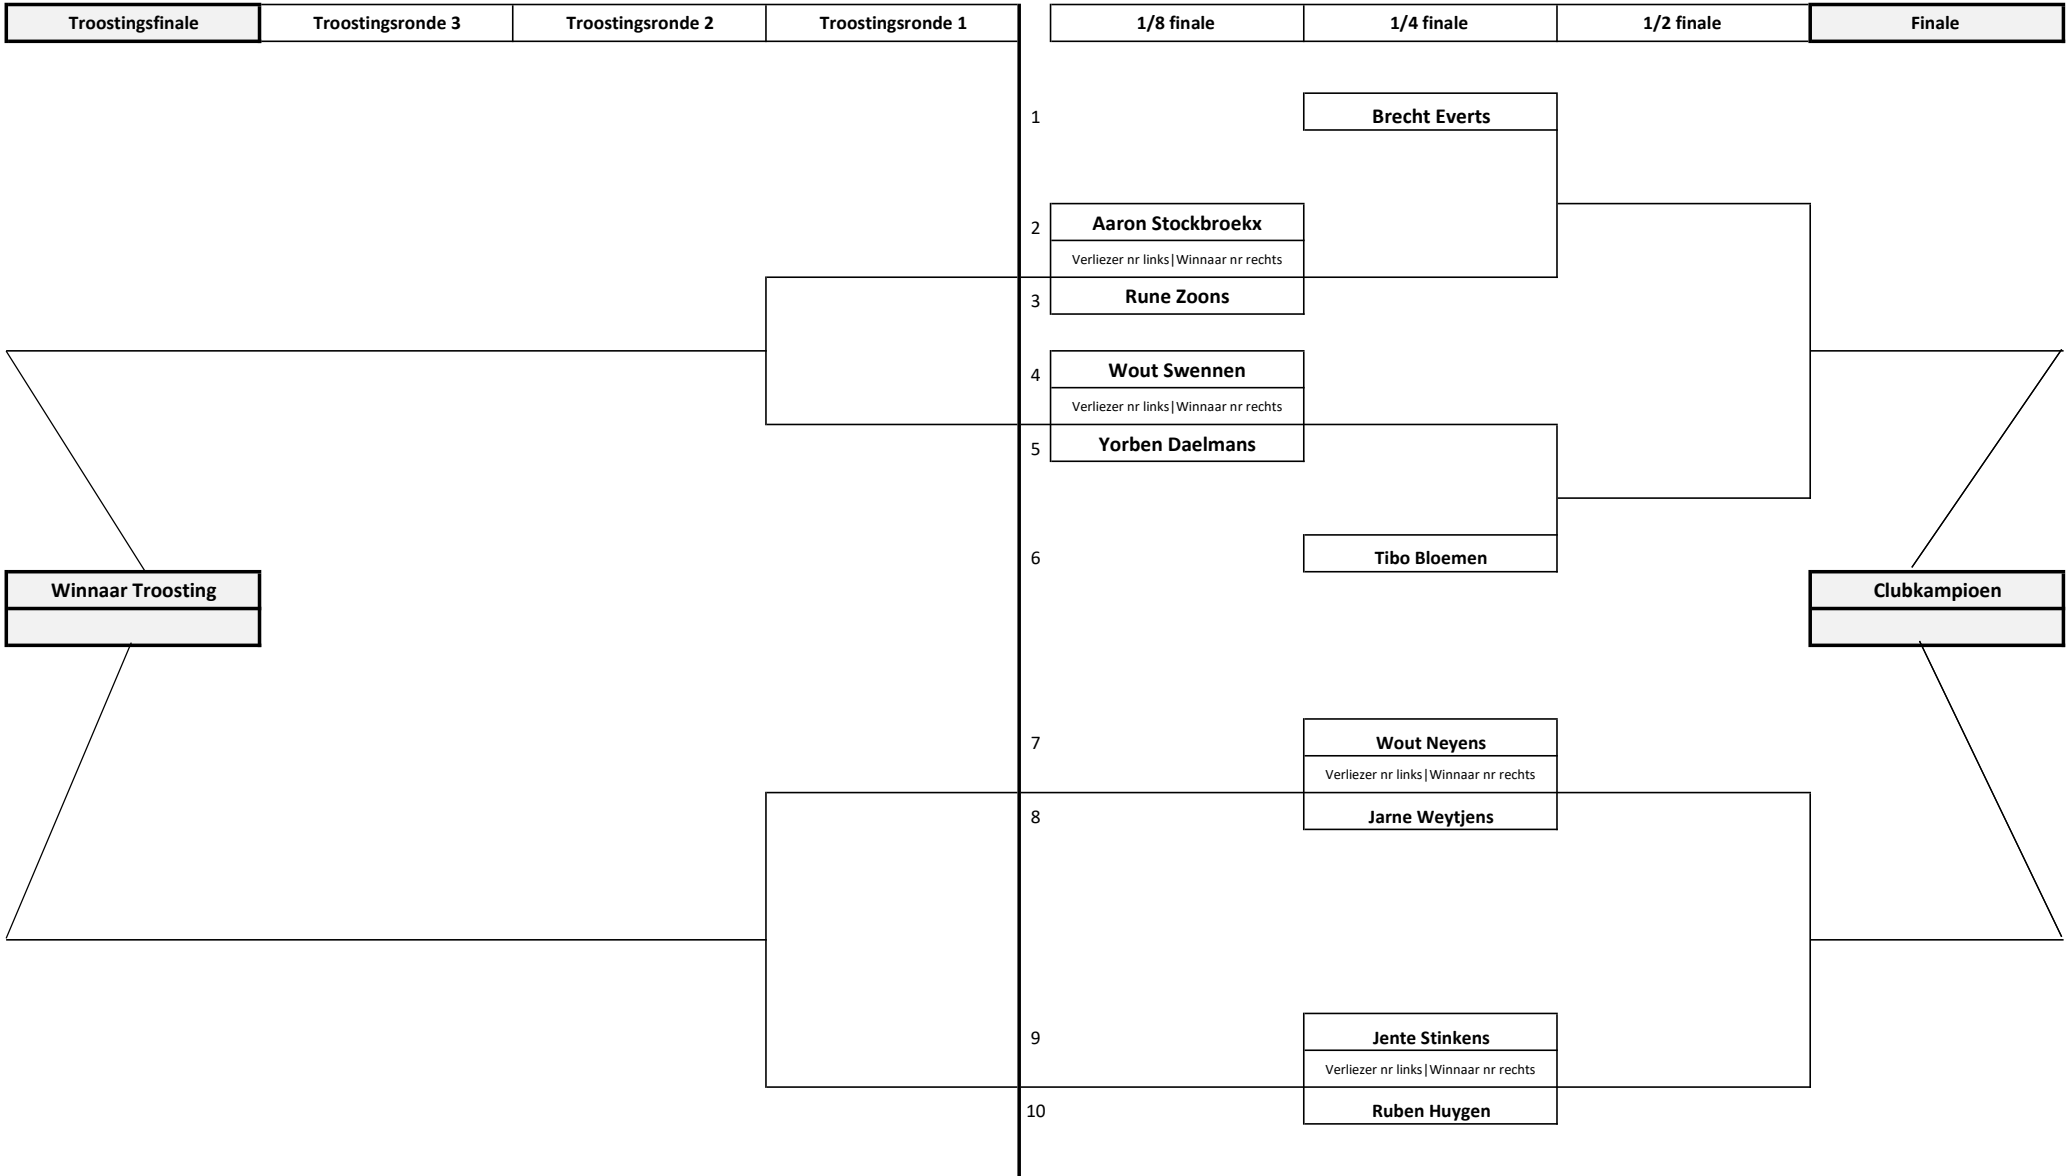 Troostingsfinale Troostingsronde 3 Troostingsronde 2 Troostingsronde 1 1/8 finale 1/4 finale 1/2 finale Finale
1 Brecht Everts
2 Aaron Stockbroekx
Verliezer nr links|Winnaar nr rechts
3 Rune Zoons
4 Wout Swennen
Verliezer nr links|Winnaar nr rechts
5 Yorben Daelmans
6 Tibo Bloemen
Winnaar Troosting Clubkampioen
7 Wout Neyens
Verliezer nr links|Winnaar nr rechts
8 Jarne Weytjens
9 Jente Stinkens
Verliezer nr links|Winnaar nr rechts
10 Ruben Huygen